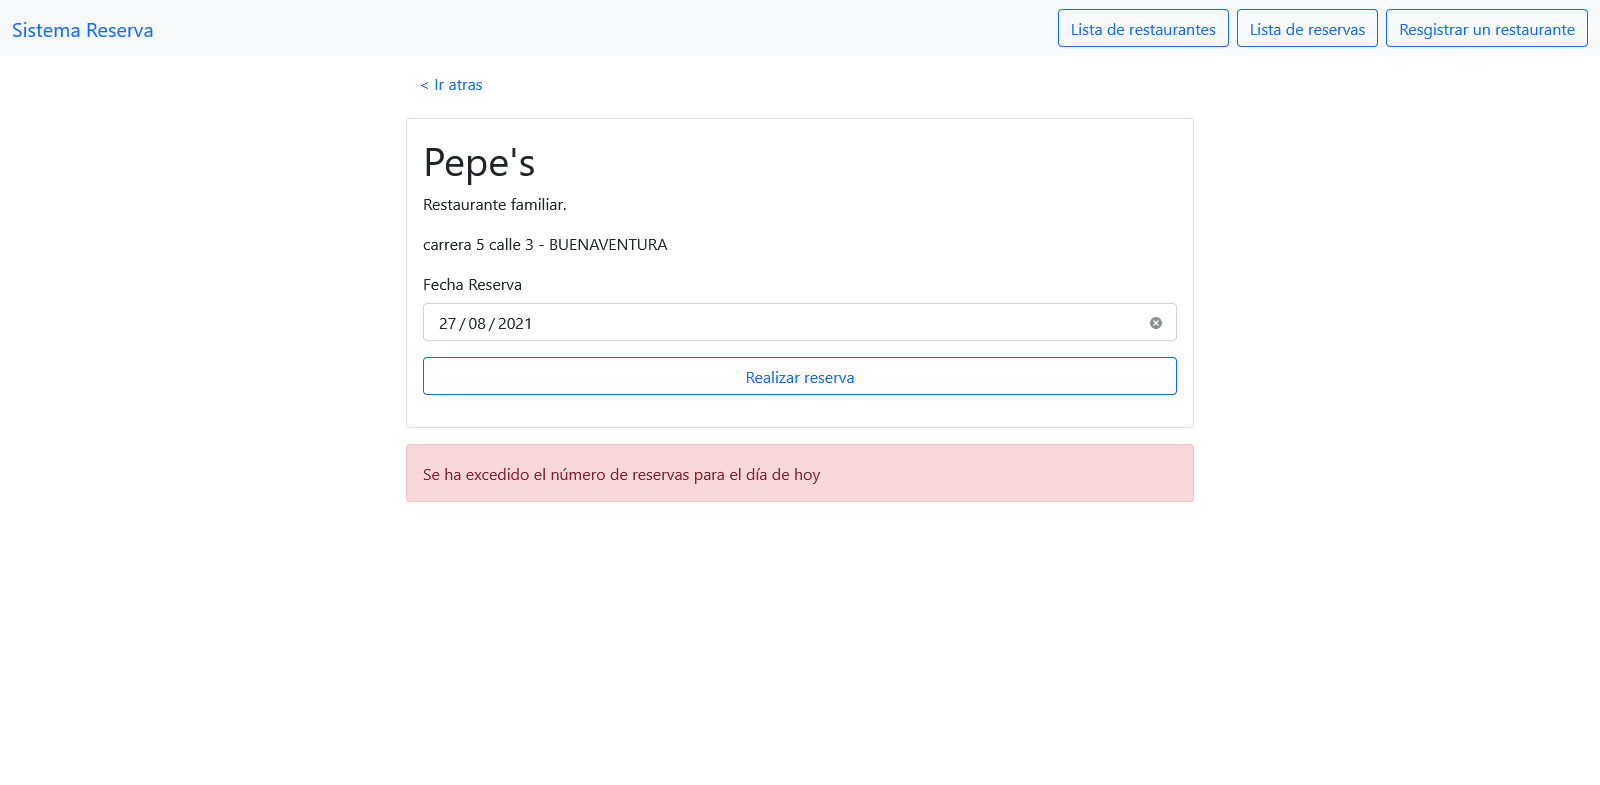 Sistema Reserva
Lista de restaurantes
Lista de reservas
Resgistrar un restaurante
< Ir atras
Pepe's
Restaurante familiar.
carrera 5 calle 3 - BUENAVENTURA
Fecha Reserva
27/08/2021
Realizar reserva
Se ha excedido el número de reservas para el día de hoy